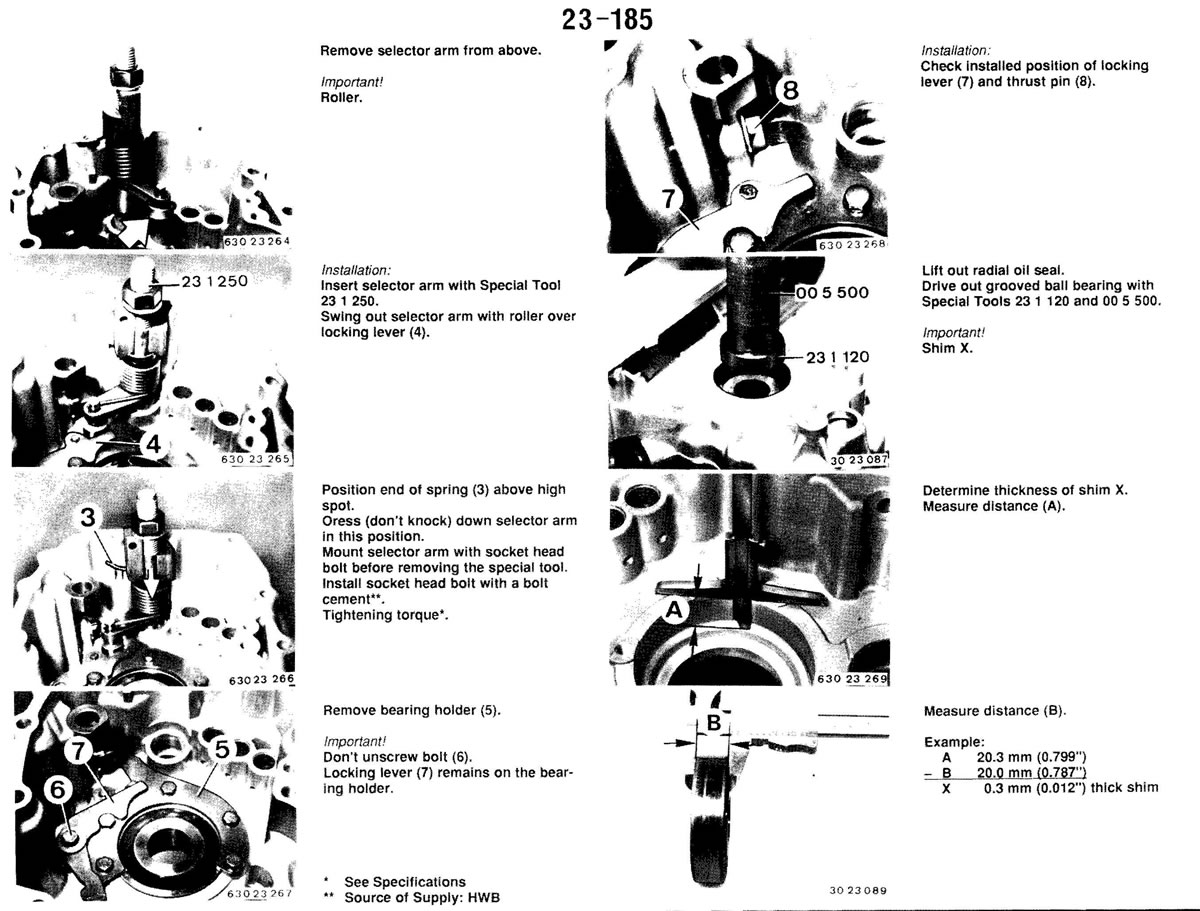 23-185
Remove selector arm from above.
Important!
Roller.
630 23 264
Installation:
Insert selector arm with Special Tool
23 1 250.
Swing out selector arm with roller over
locking lever (4).
23 1 250
4
630 23 265
Position end of spring (3) above high
spot.
Oress (don't knock) down selector arm
in this position.
Mount selector arm with socket head
bolt before removing the special tool.
Install socket head bolt with a bolt
cement**.
Tightening torque*.
3
630 23 266
Remove bearing holder (5).
Important!
Don't unscrew bolt (6).
Locking lever (7) remains on the bear-
ing holder.
7
5
6
630 23 267
* See Specifications
** Source of Supply: HWB
Installation:
Check installed position of locking
lever (7) and thrust pin (8).
8
7
630 23 268
Lift out radial oil seal.
Drive out grooved ball bearing with
Special Tools 23 1 120 and 00 5 500.
Important!
Shim X.
00 5 500
23 1 120
30 23 087
Determine thickness of shim X.
Measure distance (A).
A
630 23 269
Measure distance (B).
Example:
A 20.3 mm (0.799")
– B 20.0 mm (0.787")
X 0.3 mm (0.012") thick shim
B
30 23 089